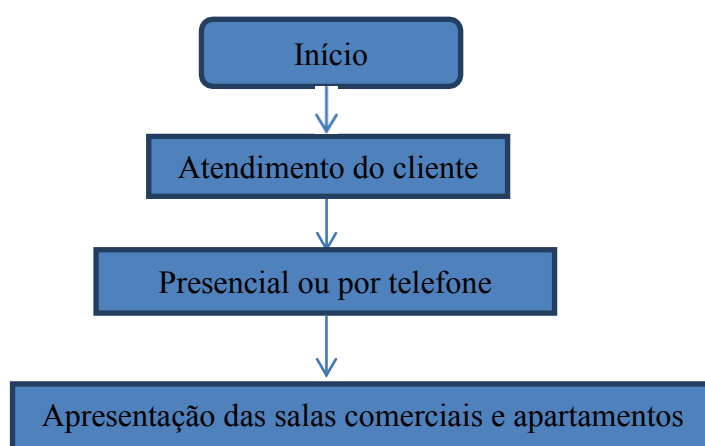 Início
Atendimento do cliente
Presencial ou por telefone
Apresentação das salas comerciais e apartamentos